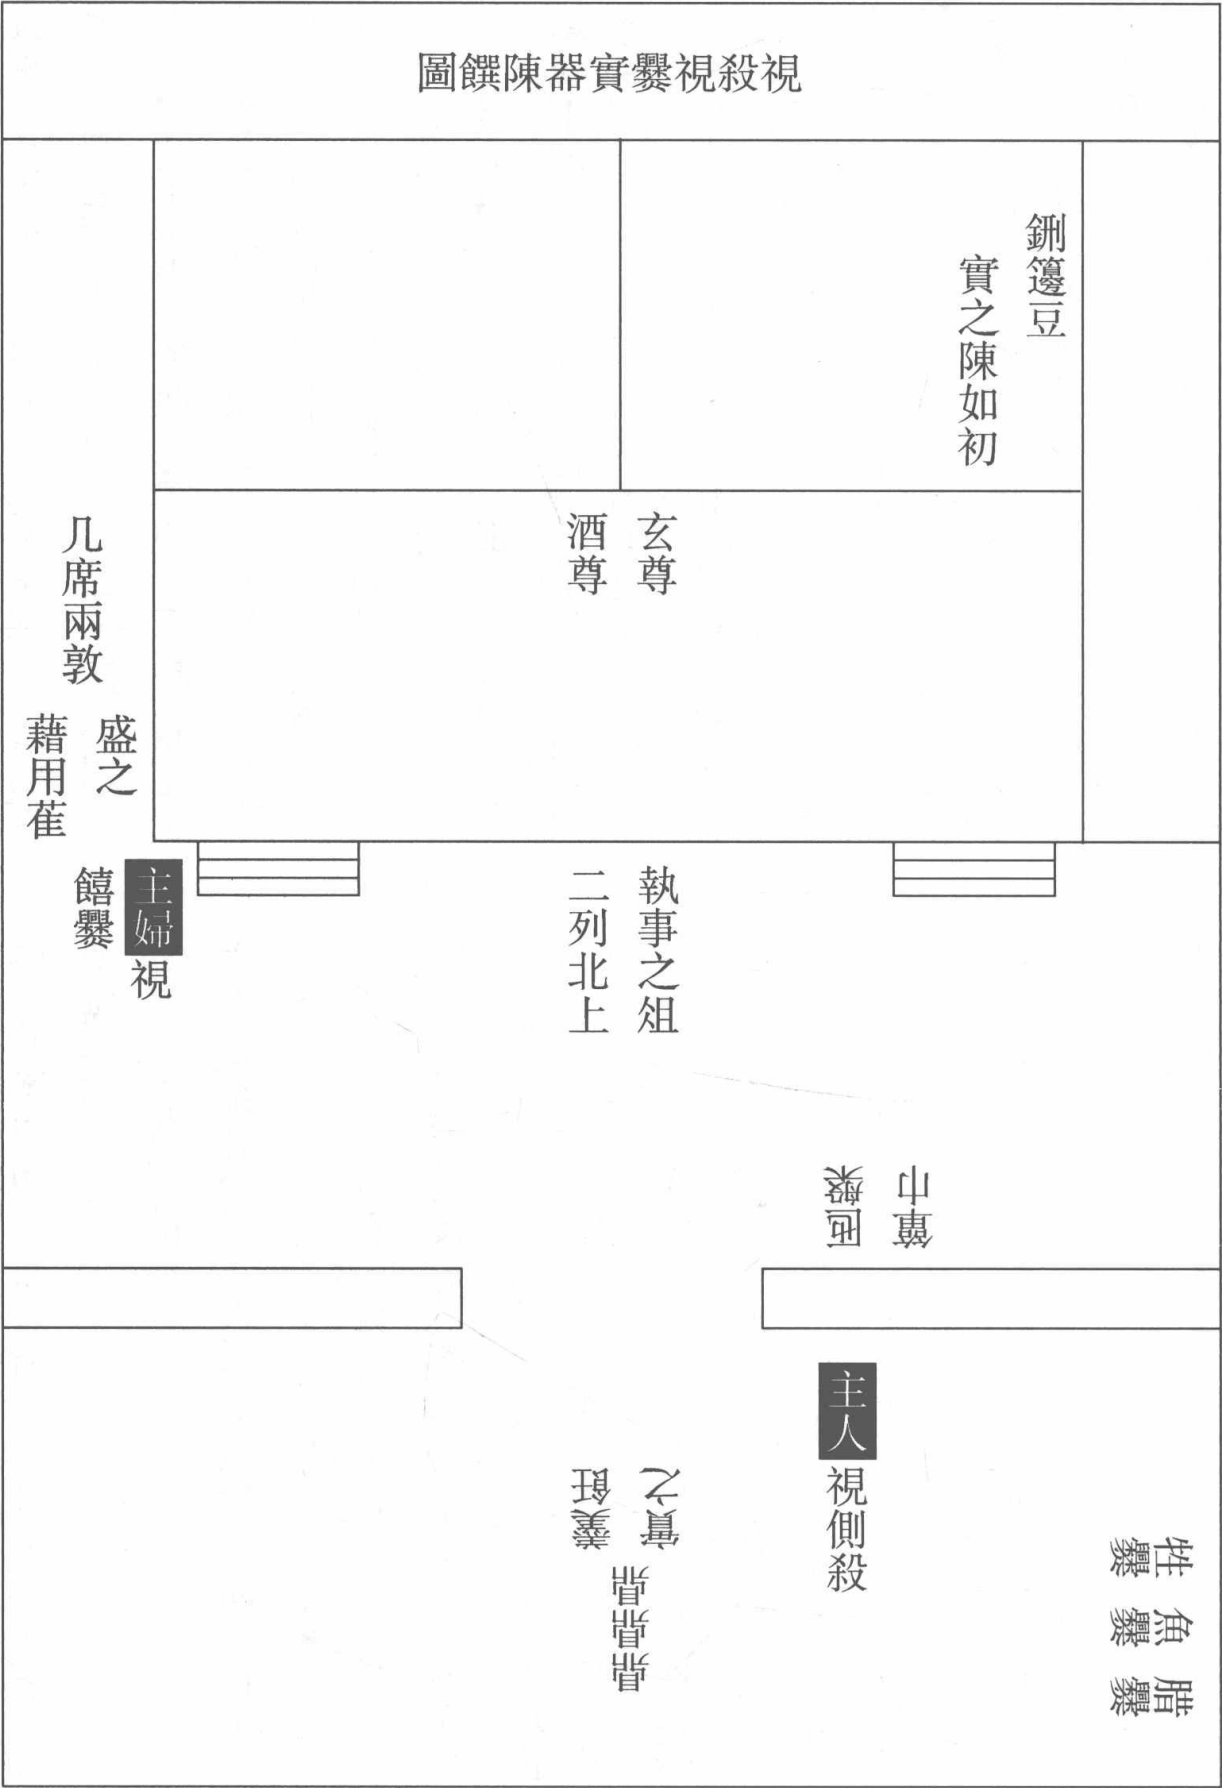 視殺視爨實器陳饌圖
鉶籩豆
實之陳如初
玄尊
酒尊
几席兩敦
盛之
藉用萑
主婦視
饎爨
執事之俎
二列北上
匜槃
簞巾
主人視側殺
羹飪
實之
鼎鼎鼎
牲爨
魚爨
腊爨